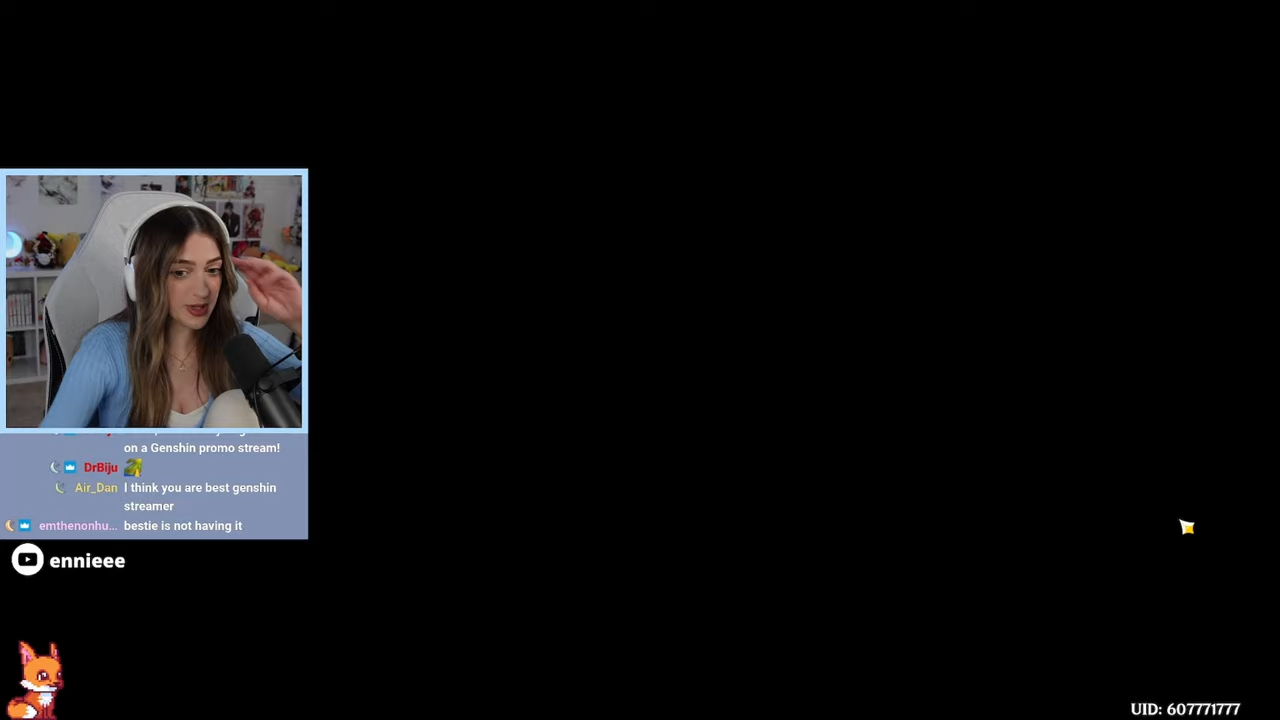 on a Genshin promo stream!
DrBiju
Air_Dan I think you are best genshin
streamer
emthenonhu... bestie is not having it
ennieee
UID: 607771777